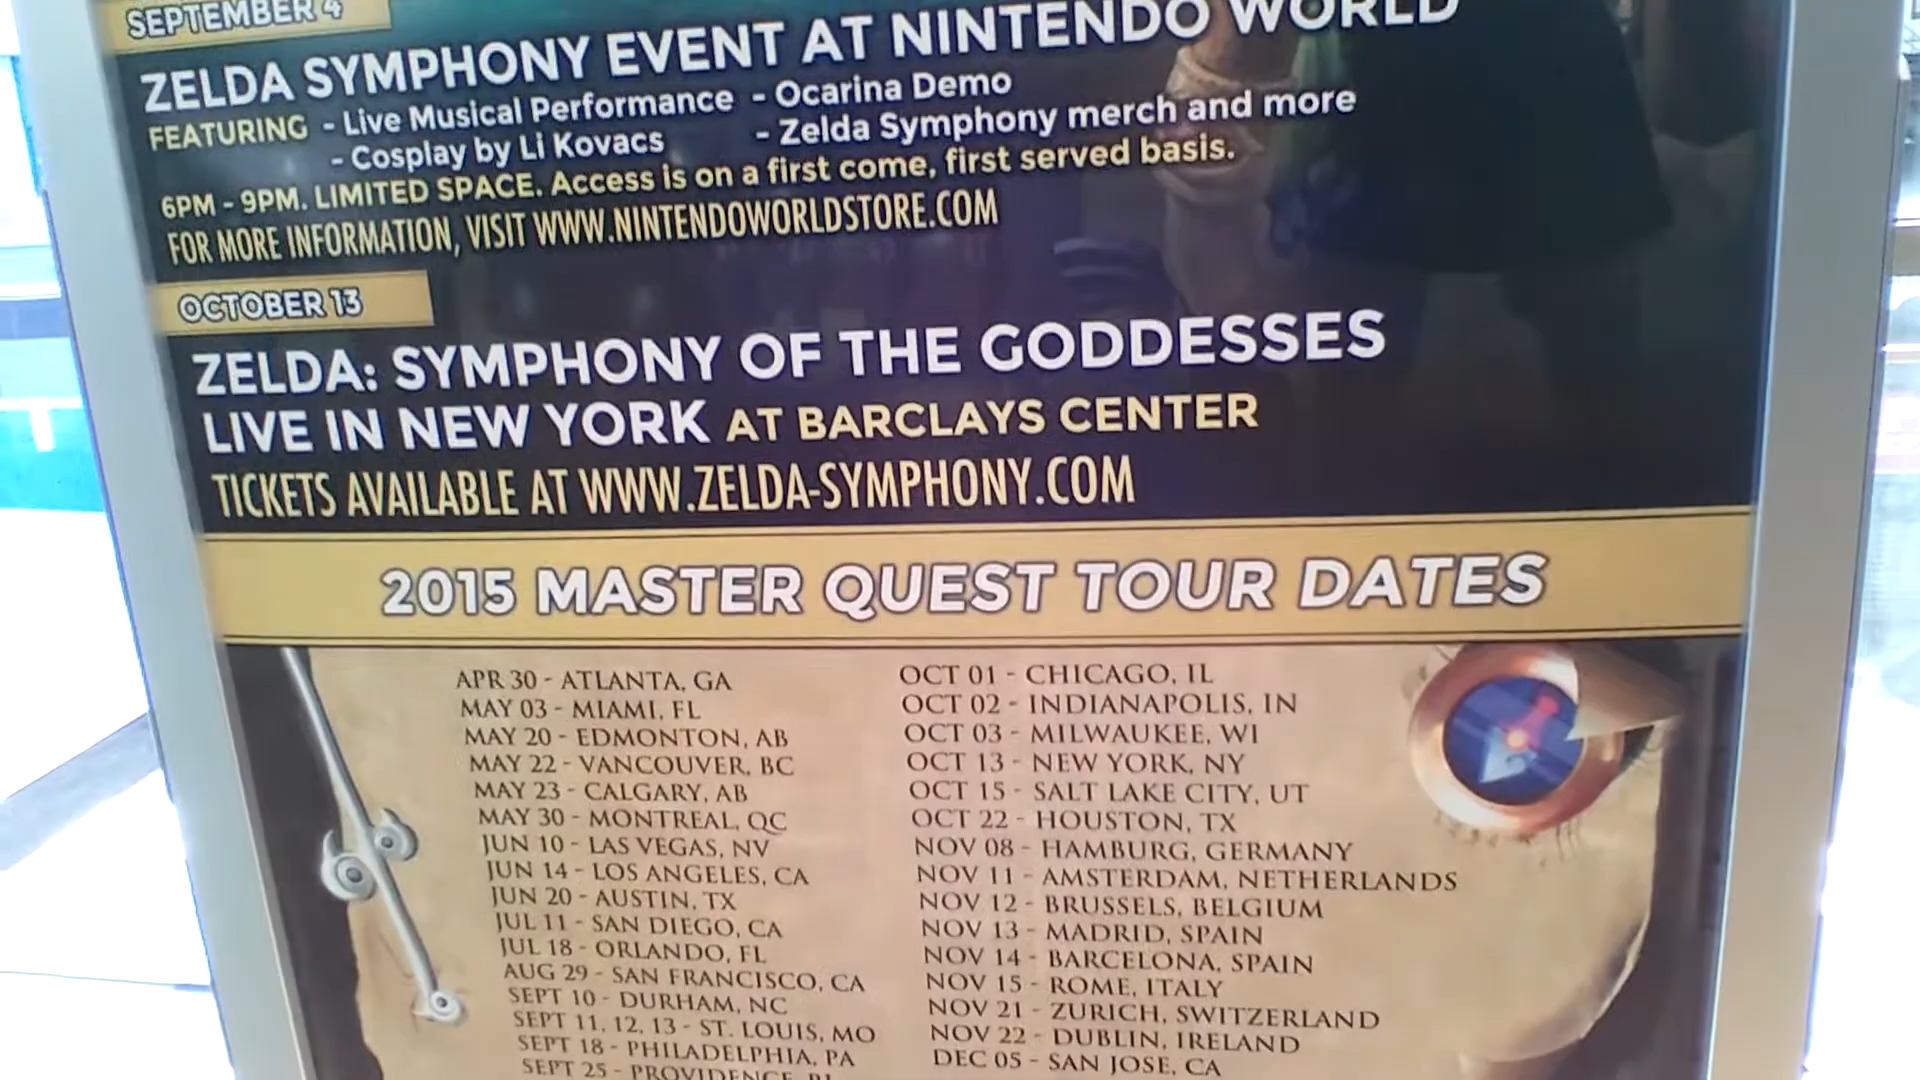 SEPTEMBER 4
ZELDA SYMPHONY EVENT AT NINTENDO WORLD
FEATURING - Live Musical Performance - Ocarina Demo
- Cosplay by Li Kovacs - Zelda Symphony merch and more
6PM - 9PM. LIMITED SPACE. Access is on a first come, first served basis.
FOR MORE INFORMATION, VISIT WWW.NINTENDOWORLDSTORE.COM
OCTOBER 13
ZELDA: SYMPHONY OF THE GODDESSES
LIVE IN NEW YORK AT BARCLAYS CENTER
TICKETS AVAILABLE AT WWW.ZELDA-SYMPHONY.COM
2015 MASTER QUEST TOUR DATES
APR 30 - ATLANTA, GA
MAY 03 - MIAMI, FL
MAY 20 - EDMONTON, AB
MAY 22 - VANCOUVER, BC
MAY 23 - CALGARY, AB
MAY 30 - MONTREAL, QC
JUN 10 - LAS VEGAS, NV
JUN 14 - LOS ANGELES, CA
JUN 20 - AUSTIN, TX
JUL 11 - SAN DIEGO, CA
JUL 18 - ORLANDO, FL
AUG 29 - SAN FRANCISCO, CA
SEPT 10 - DURHAM, NC
SEPT 11, 12, 13 - ST. LOUIS, MO
SEPT 18 - PHILADELPHIA, PA
SEPT 25 - PROVIDENCE, RI
OCT 01 - CHICAGO, IL
OCT 02 - INDIANAPOLIS, IN
OCT 03 - MILWAUKEE, WI
OCT 13 - NEW YORK, NY
OCT 15 - SALT LAKE CITY, UT
OCT 22 - HOUSTON, TX
NOV 08 - HAMBURG, GERMANY
NOV 11 - AMSTERDAM, NETHERLANDS
NOV 12 - BRUSSELS, BELGIUM
NOV 13 - MADRID, SPAIN
NOV 14 - BARCELONA, SPAIN
NOV 15 - ROME, ITALY
NOV 21 - ZURICH, SWITZERLAND
NOV 22 - DUBLIN, IRELAND
DEC 05 - SAN JOSE, CA